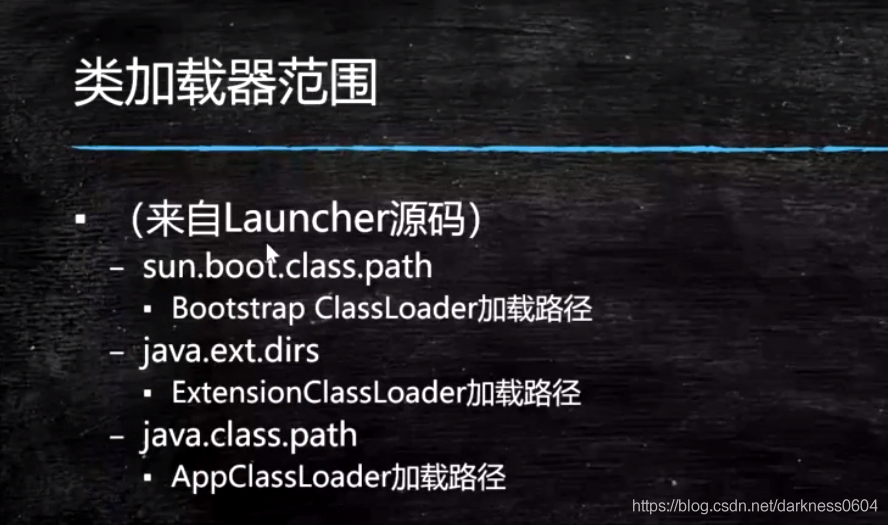 类加载器范围
▪ （来自Launcher源码）
– sun.boot.class.path
▪ Bootstrap ClassLoader加载路径
– java.ext.dirs
▪ ExtensionClassLoader加载路径
– java.class.path
▪ AppClassLoader加载路径
https://blog.csdn.net/darkness0604